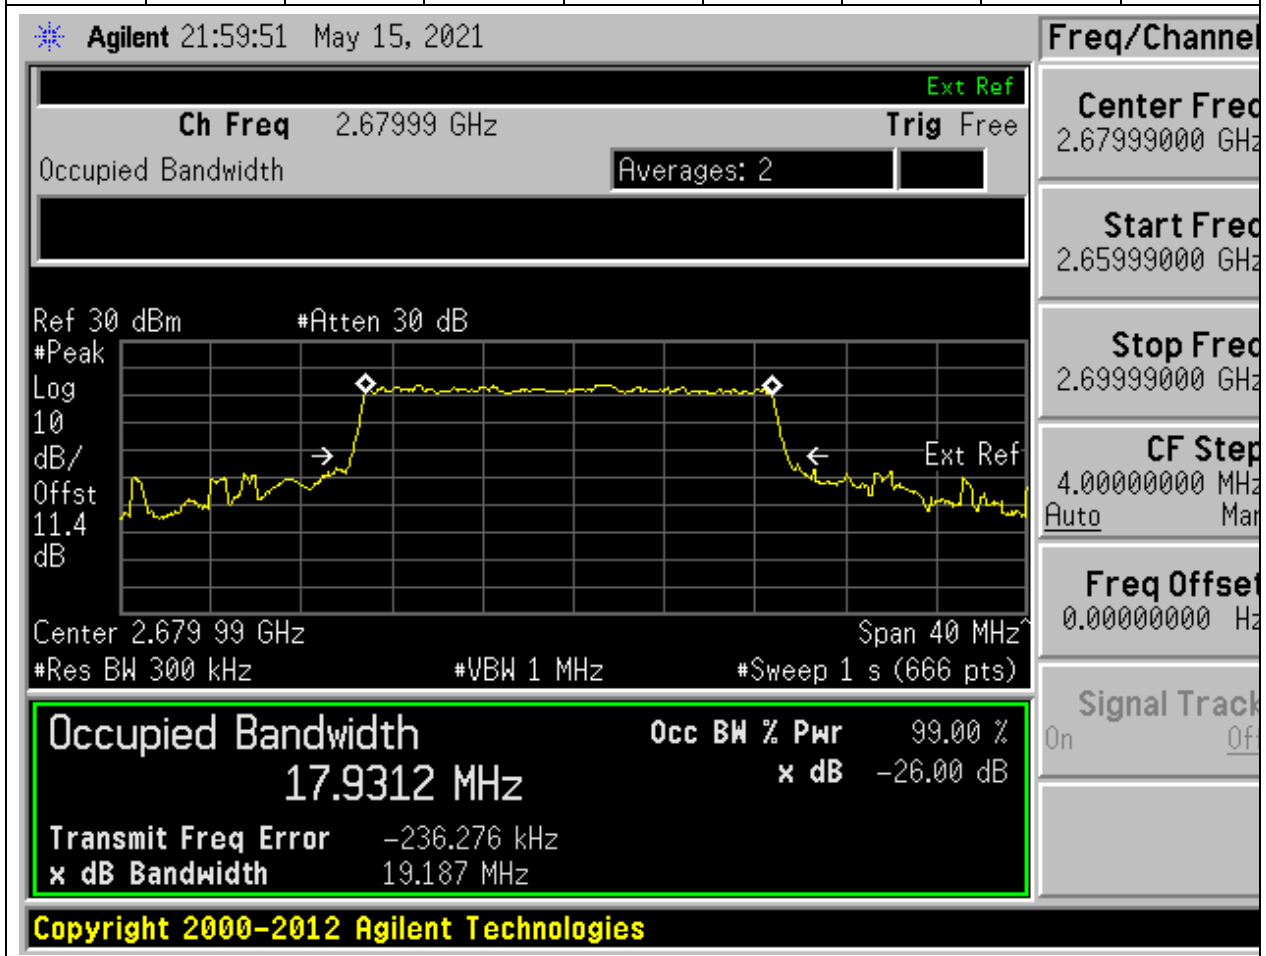 Agilent 21:59:51 May 15, 2021
Freq/Channel
Ext Ref
Ch Freq 2.67999 GHz
Trig Free
Occupied Bandwidth
Averages: 2
Center Freq
2.67999000 GHz
Start Freq
2.65999000 GHz
Stop Freq
2.69999000 GHz
CF Step
4.00000000 MHz
Auto Man
Freq Offset
0.00000000 Hz
Signal Track
On Off
Ref 30 dBm #Atten 30 dB
#Peak
Log
10
dB/
Offst
11.4
dB
Ext Ref
Center 2.679 99 GHz Span 40 MHz^
#Res BW 300 kHz #VBW 1 MHz #Sweep 1 s (666 pts)
Occupied Bandwidth
17.9312 MHz
Occ BW % Pwr 99.00 %
x dB -26.00 dB
Transmit Freq Error -236.276 kHz
x dB Bandwidth 19.187 MHz
Copyright 2000-2012 Agilent Technologies